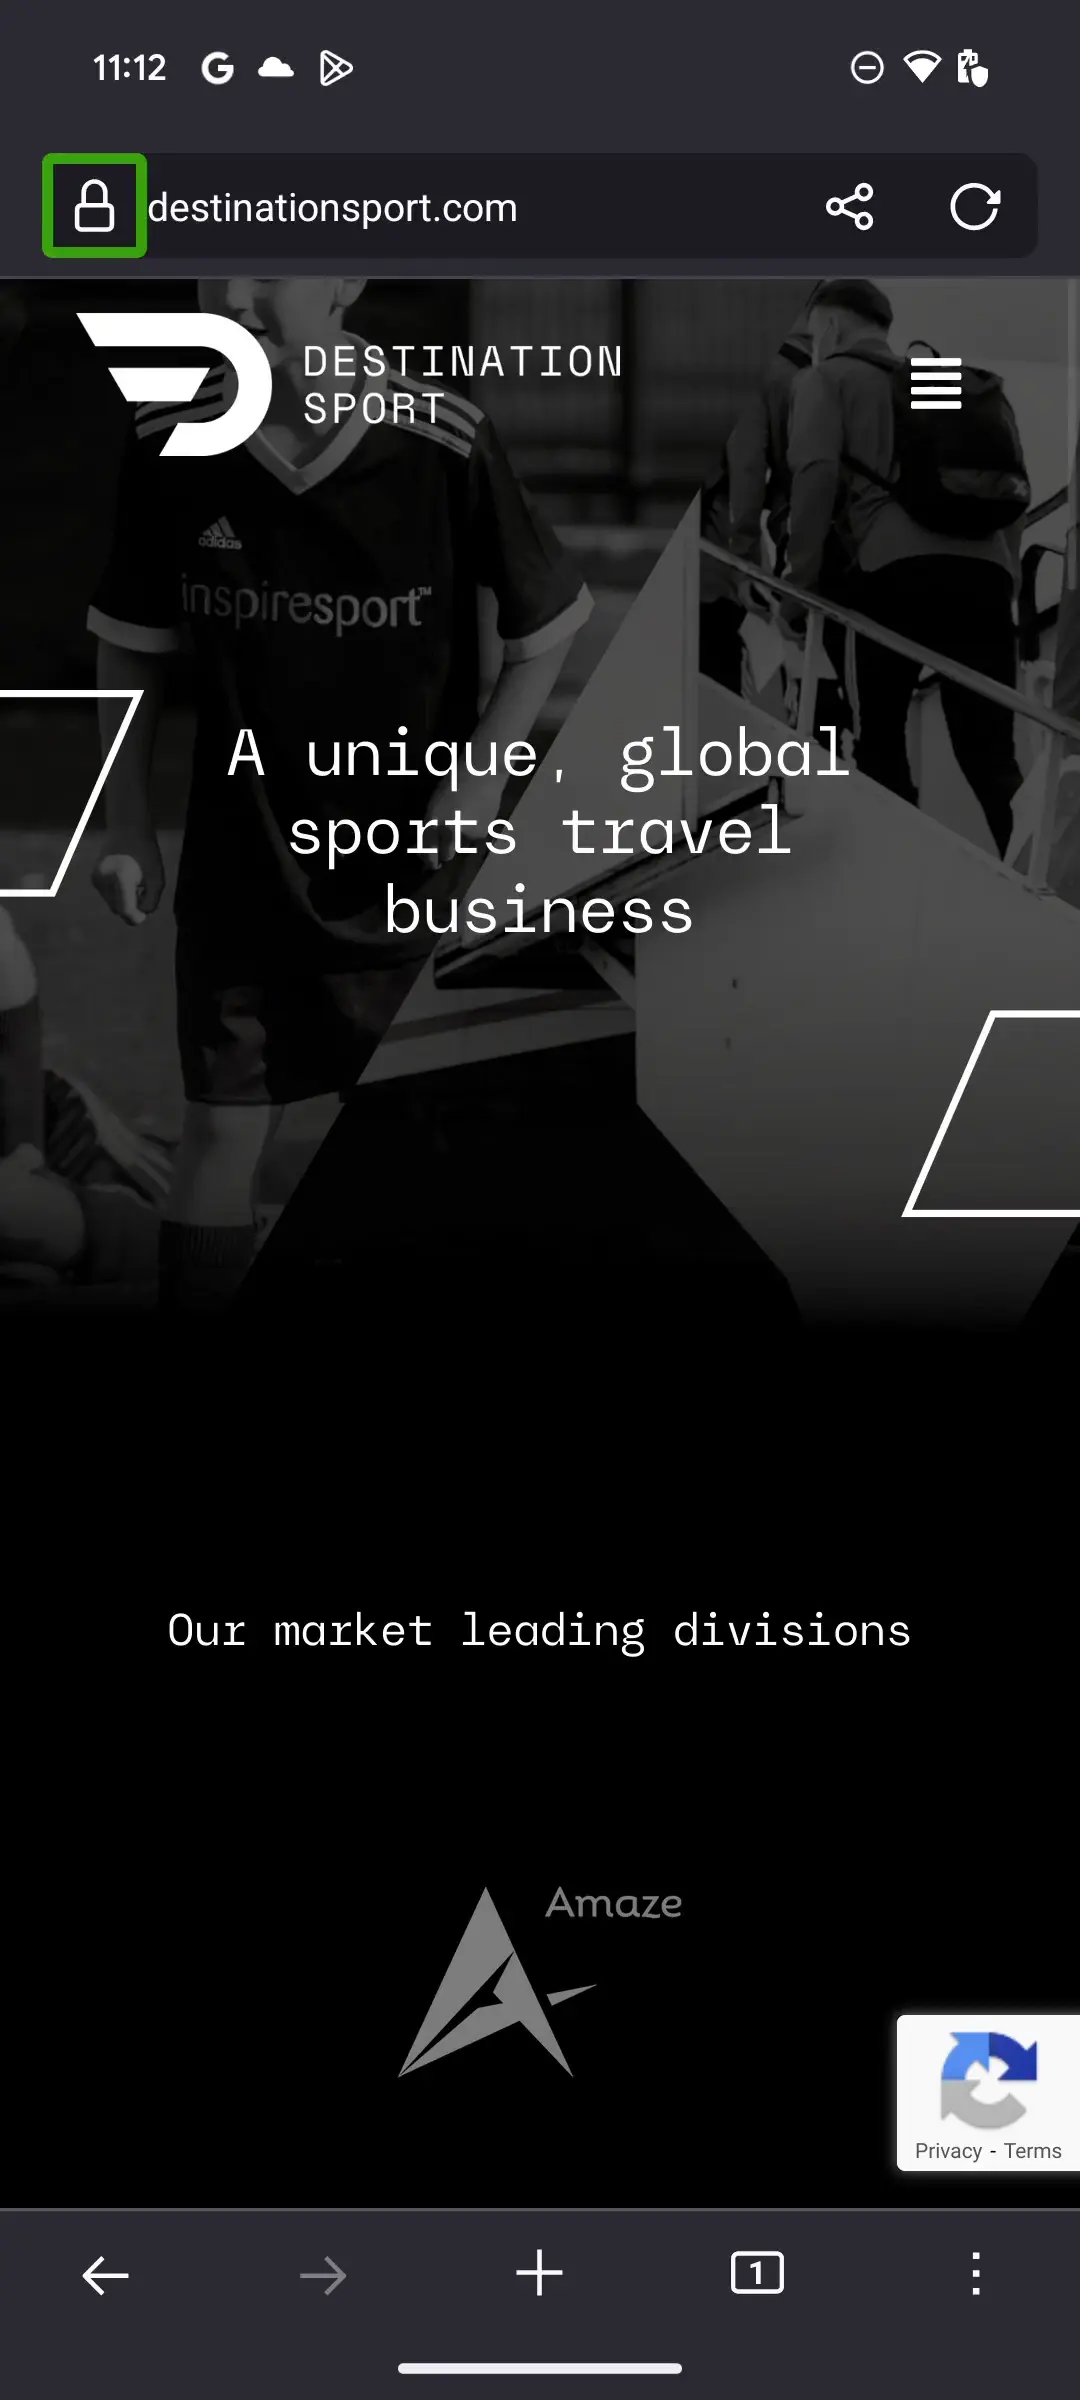 11:12
destinationsport.com
DESTINATION
SPORT
adidas
inspiresport™
A unique, global
sports travel
business
Our market leading divisions
Amaze
Privacy - Terms
1